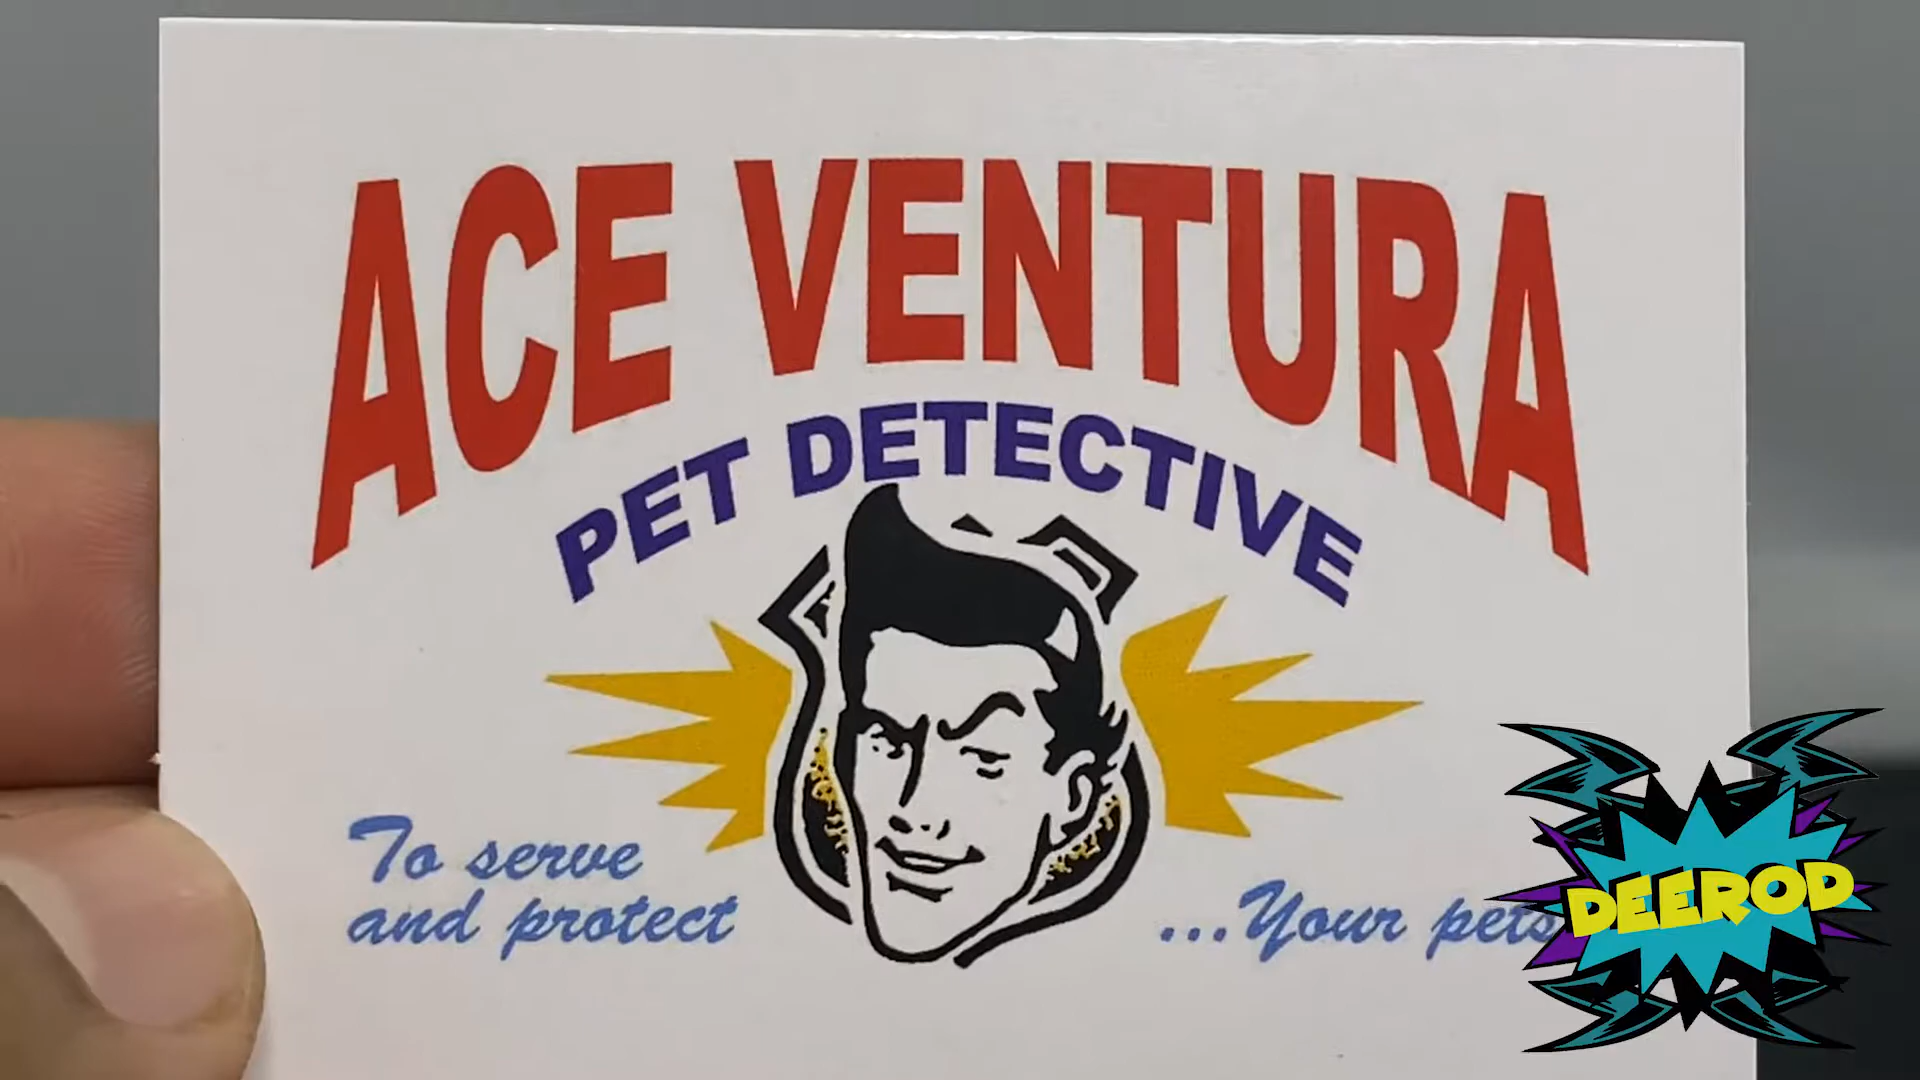 ACE VENTURA
PET DETECTIVE
To serve
and protect
...Your pets
DEEROD